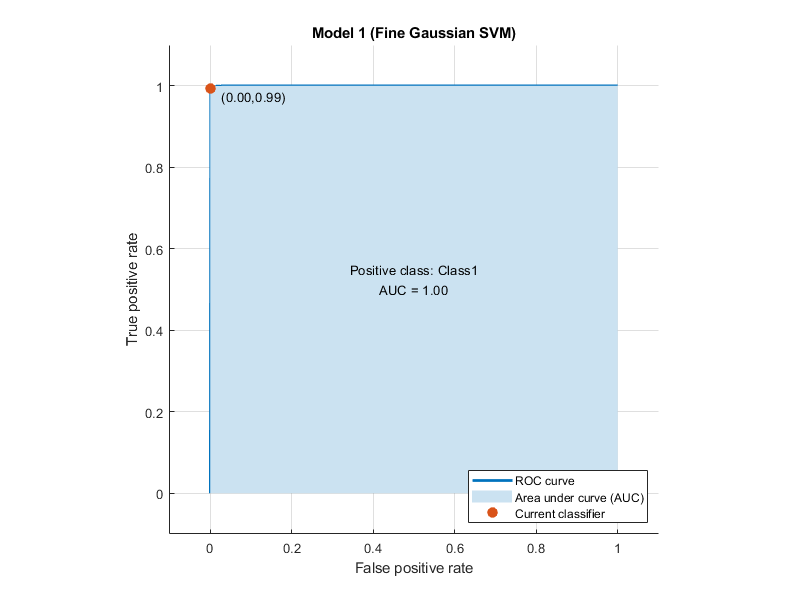 Model 1 (Fine Gaussian SVM)
1
(0.00,0.99)
0.8
0.6
Positive class: Class1
AUC = 1.00
True positive rate
0.4
0.2
0
ROC curve
Area under curve (AUC)
Current classifier
0 0.2 0.4 0.6 0.8 1
False positive rate